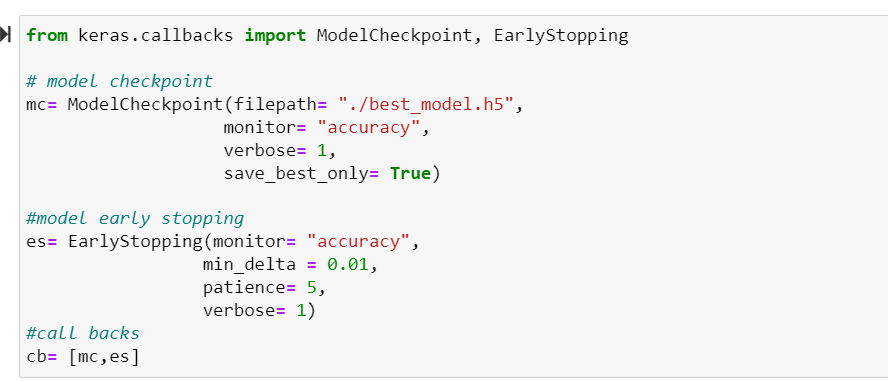 from keras.callbacks import ModelCheckpoint, EarlyStopping
# model checkpoint
mc= ModelCheckpoint(filepath= "./best_model.h5",
monitor= "accuracy",
verbose= 1,
save_best_only= True)
#model early stopping
es= EarlyStopping(monitor= "accuracy",
min_delta = 0.01,
patience= 5,
verbose= 1)
#call backs
cb= [mc,es]